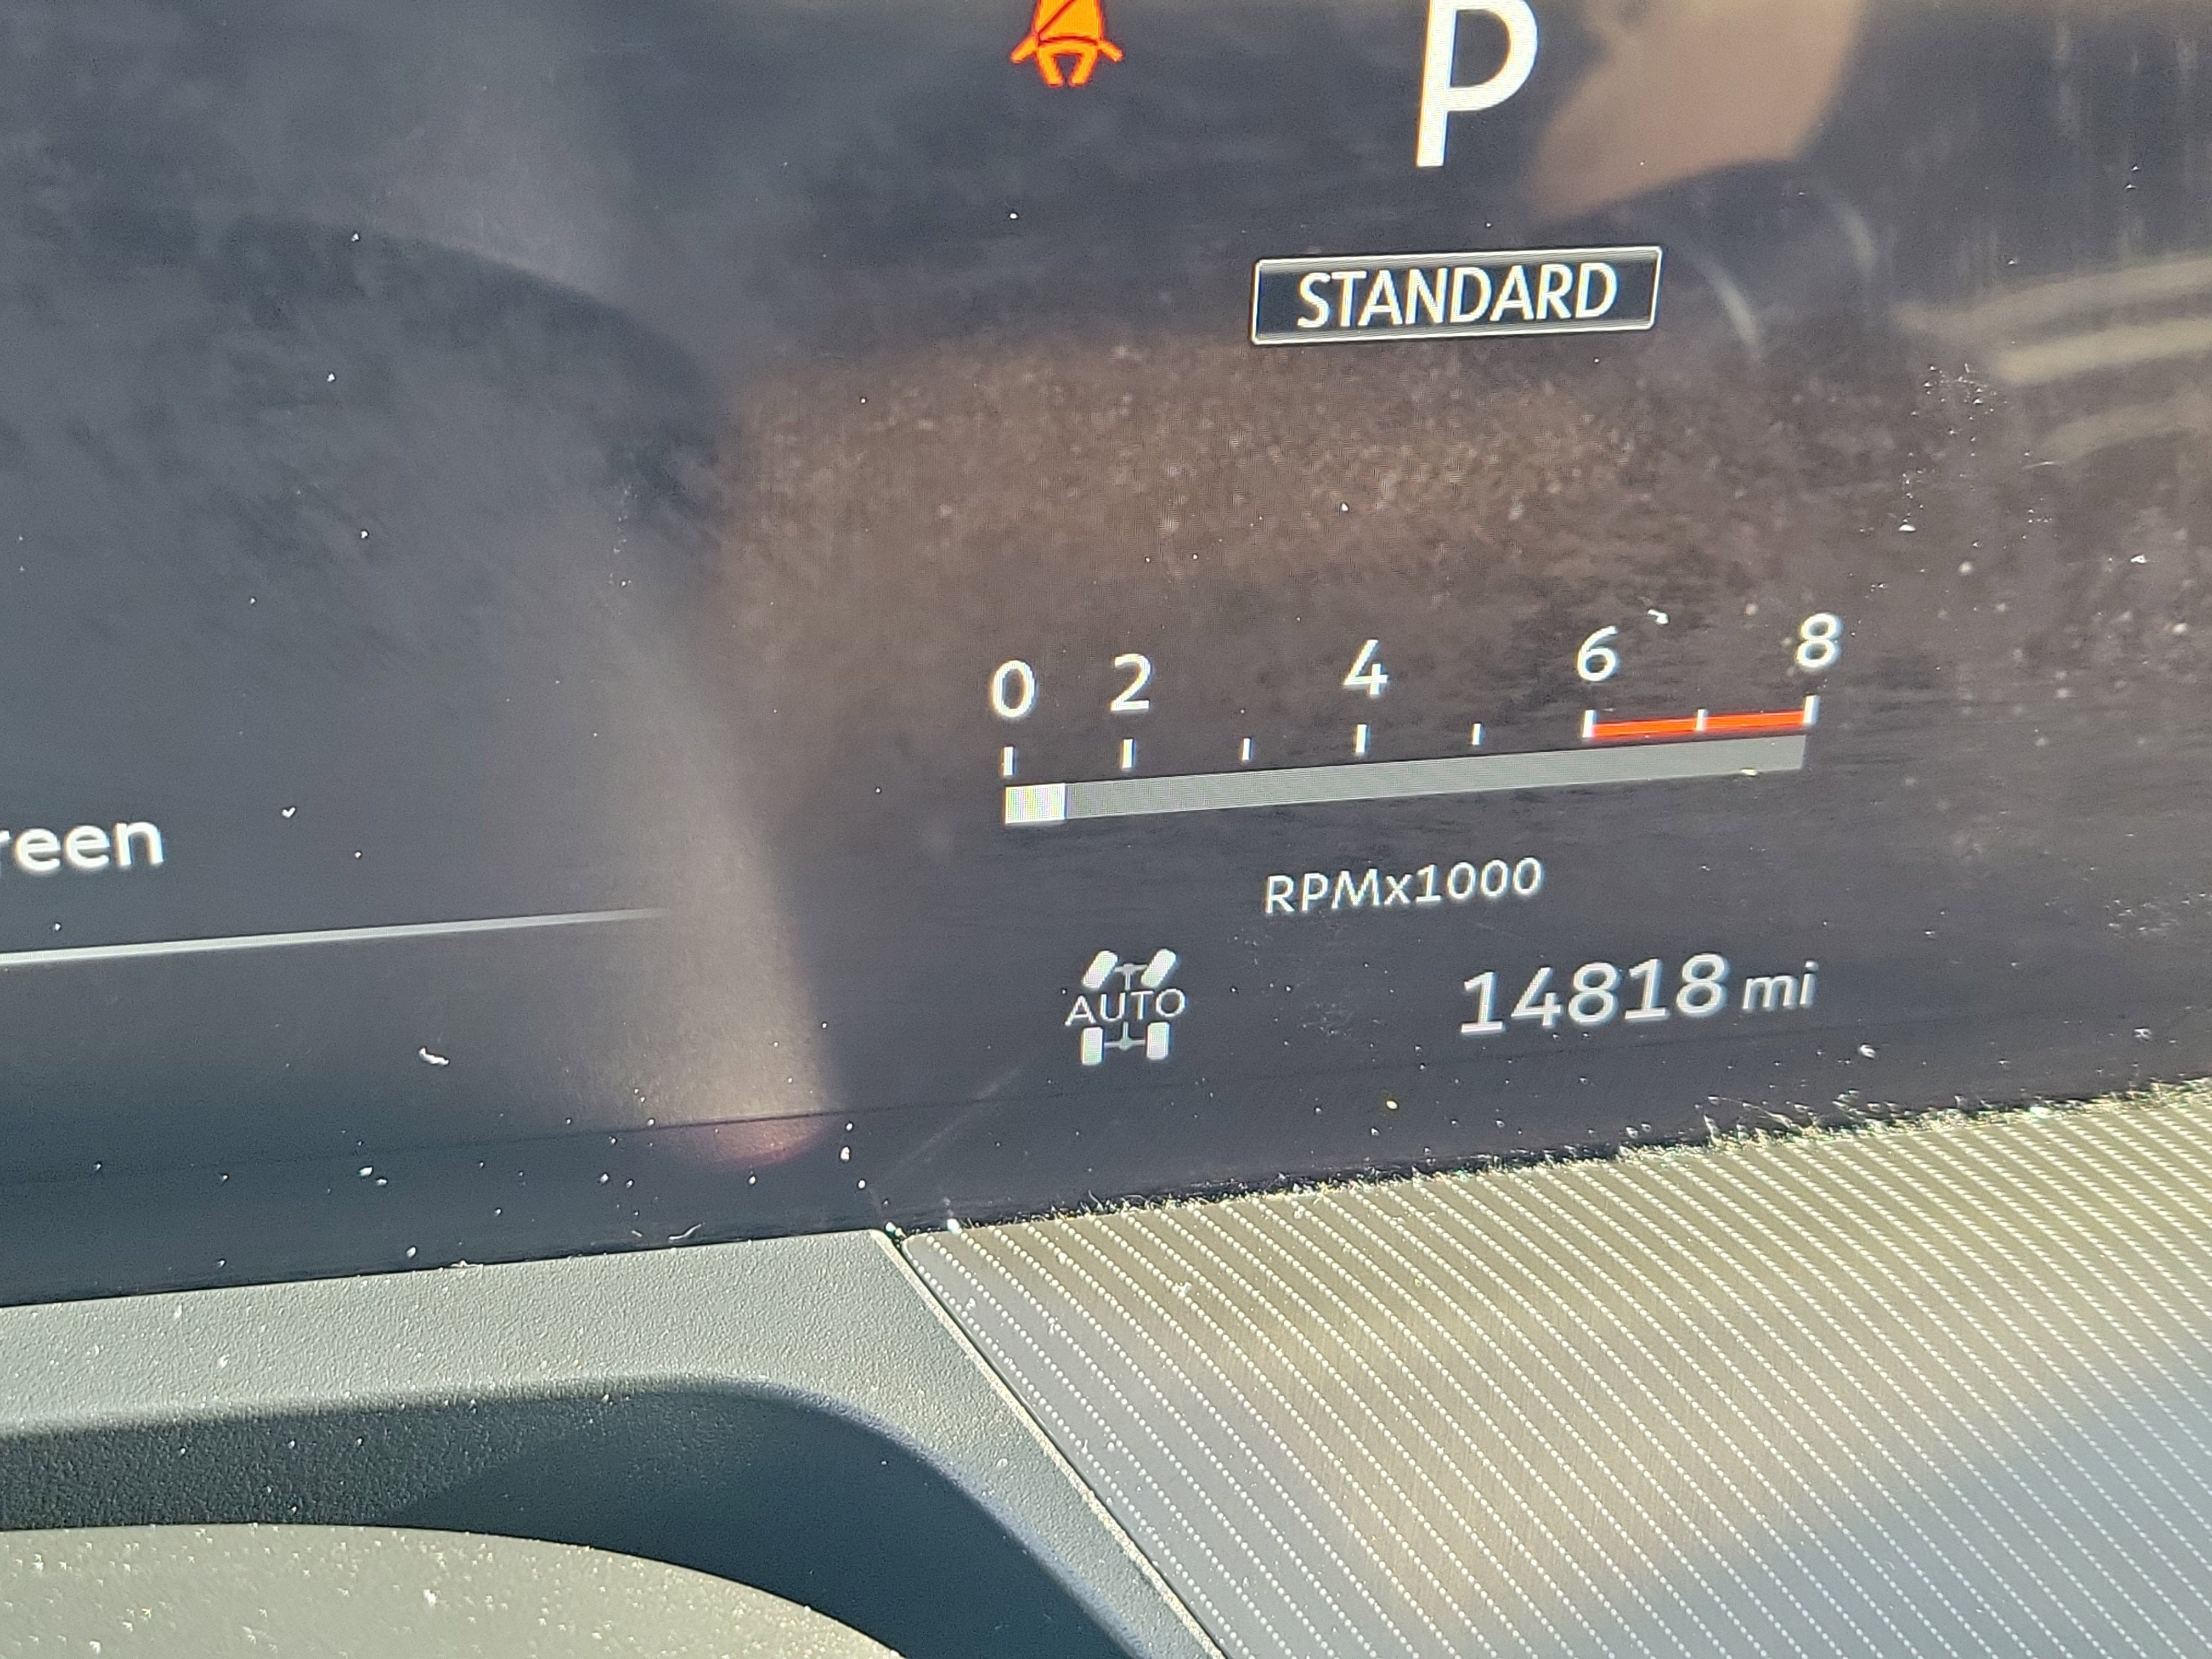 P
STANDARD
0 2 4 6 8
reen
RPMx1000
AUTO
14818 mi